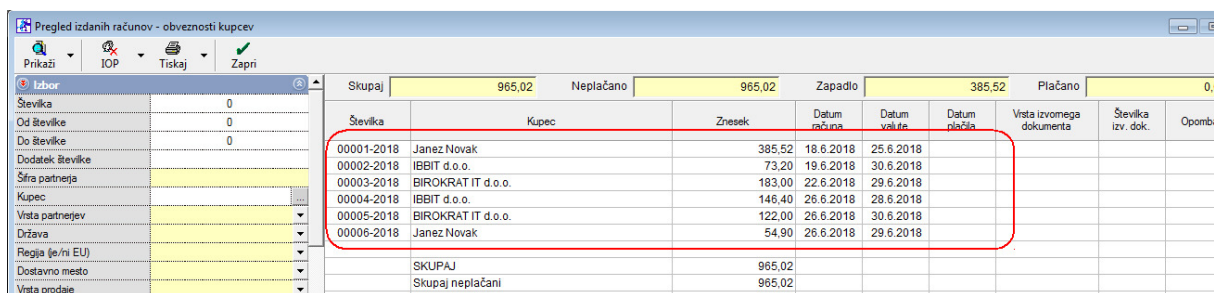 Pregled izdanih računov - obveznosti kupcev
Prikaži IOP Tiskaj Zapri
Izbor
Številka 0
Od številke 0
Do številke 0
Dodatek številke
Šifra partnerja
Kupec ...
Vrsta partnerjev
Država
Regija (je/ni EU)
Dostavno mesto
Vrsta prodaje
Skupaj 965,02 Neplačano 965,02 Zapadlo 385,52 Plačano 0,
Številka Kupec Znesek Datum računa Datum valute Datum plačila Vrsta izvornega dokumenta Številka izv. dok.
00001-2018 Janez Novak 385,52 18.6.2018 25.6.2018
00002-2018 IBBIT d.o.o. 73,20 19.6.2018 30.6.2018
00003-2018 BIROKRAT IT d.o.o. 183,00 22.6.2018 29.6.2018
00004-2018 IBBIT d.o.o. 146,40 26.6.2018 28.6.2018
00005-2018 BIROKRAT IT d.o.o. 122,00 26.6.2018 30.6.2018
00006-2018 Janez Novak 54,90 26.6.2018 29.6.2018
SKUPAJ 965,02
Skupaj neplačani 965,02